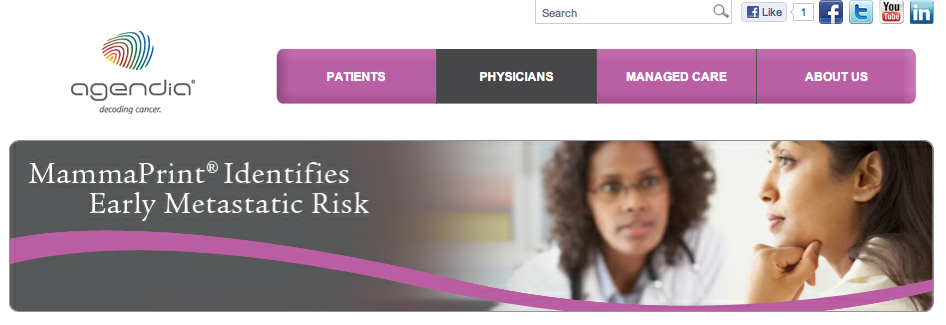 Search
Like
1
f
t
You
Tube
in
agendia®
decoding cancer.
PATIENTS
PHYSICIANS
MANAGED CARE
ABOUT US
MammaPrint® Identifies
Early Metastatic Risk